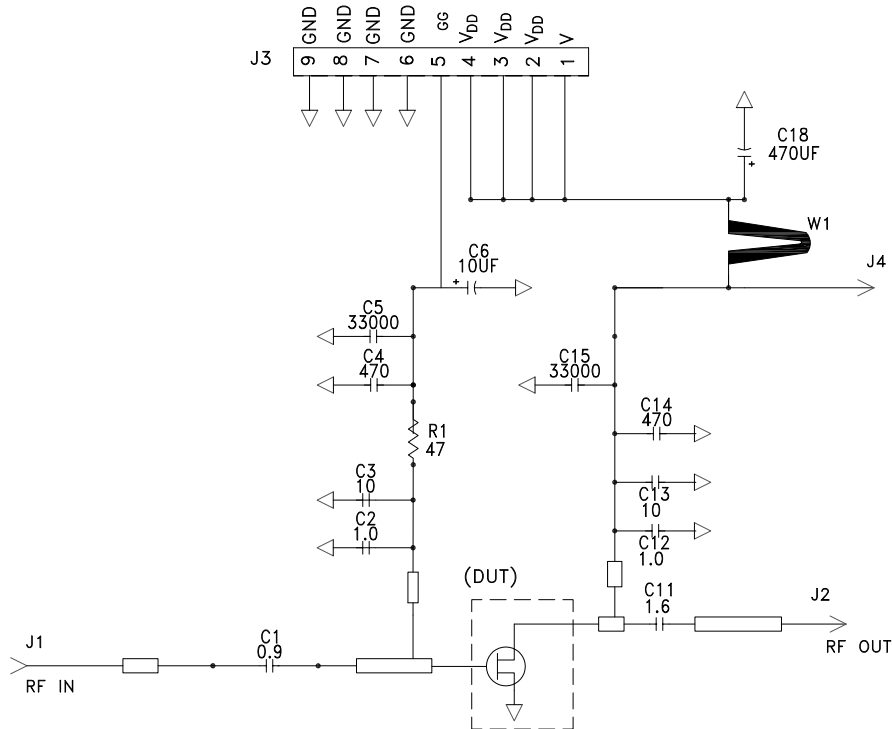 GND
GND
GND
GND
GG
VDD
VDD
VDD
V
J3
9
8
7
6
5
4
3
2
1
C18
470UF
W1
J4
C6
10UF
C5
33000
C4
470
C15
33000
C14
470
R1
47
C3
10
C13
10
C2
1.0
C12
1.0
(DUT)
C11
1.6
J2
RF OUT
J1
C1
0.9
RF IN